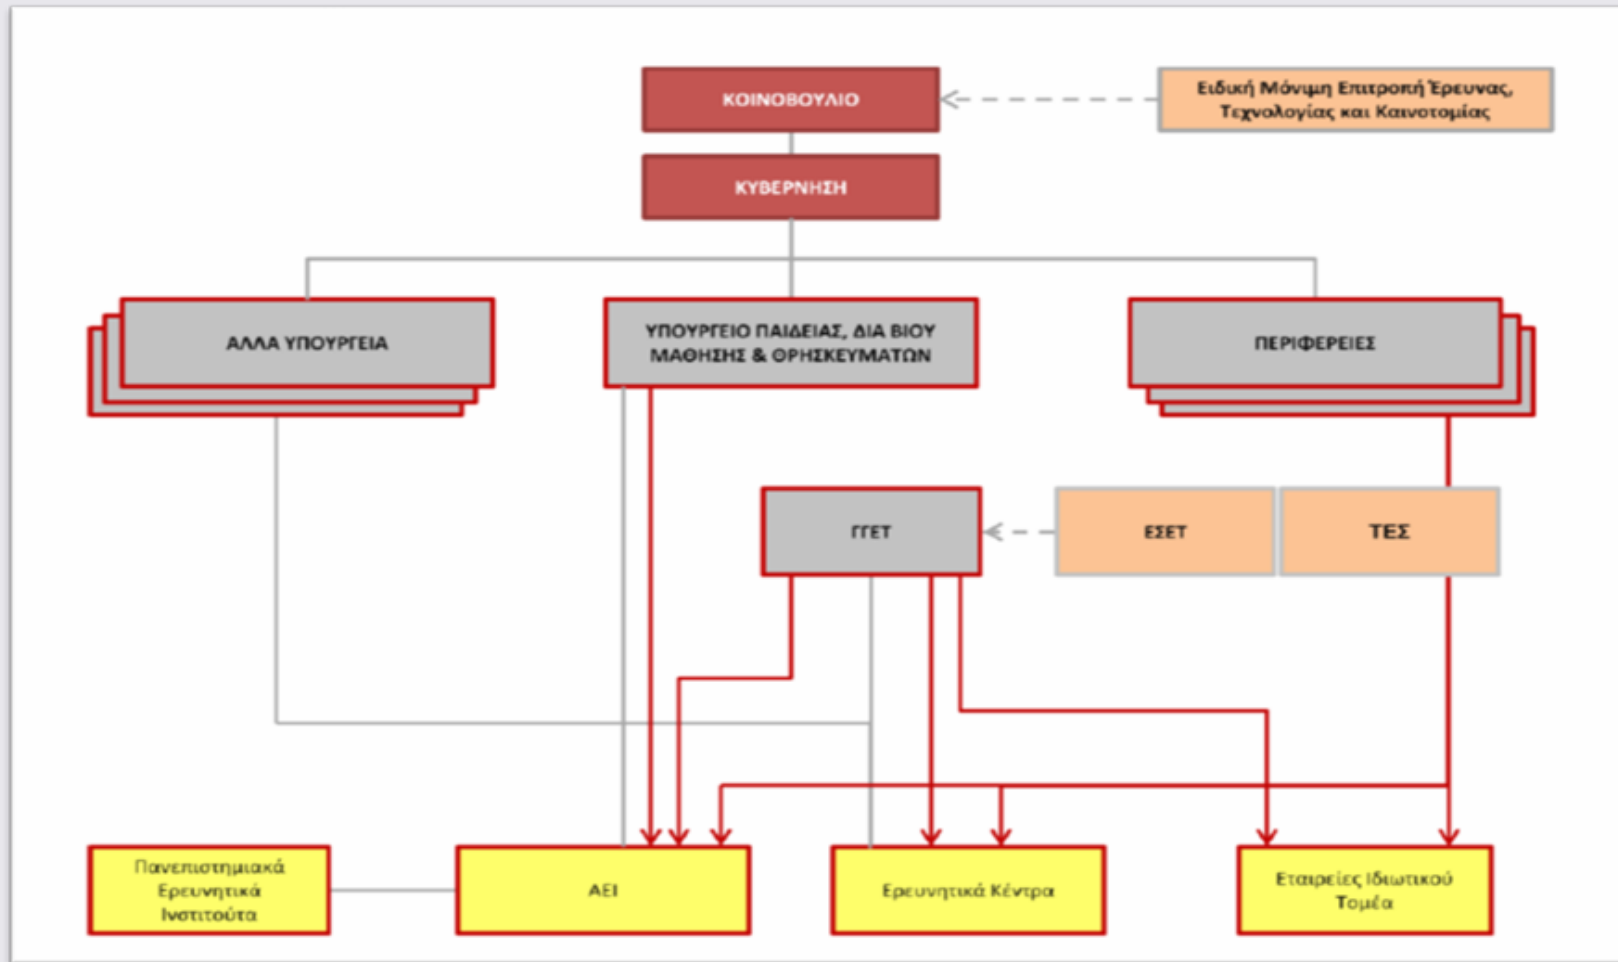 ΚΟΙΝΟΒΟΥΛΙΟ
Ειδική Μόνιμη Επιτροπή Έρευνας,
Τεχνολογίας και Καινοτομίας
ΚΥΒΕΡΝΗΣΗ
ΑΛΛΑ ΥΠΟΥΡΓΕΙΑ
ΥΠΟΥΡΓΕΙΟ ΠΑΙΔΕΙΑΣ, ΔΙΑ ΒΙΟΥ
ΜΑΘΗΣΗΣ & ΘΡΗΣΚΕΥΜΑΤΩΝ
ΠΕΡΙΦΕΡΕΙΕΣ
ΓΓΕΤ
ΕΣΕΤ
ΤΕΣ
Πανεπιστημιακά
Ερευνητικά
Ινστιτούτα
ΑΕΙ
Ερευνητικά Κέντρα
Εταιρείες Ιδιωτικού
Τομέα